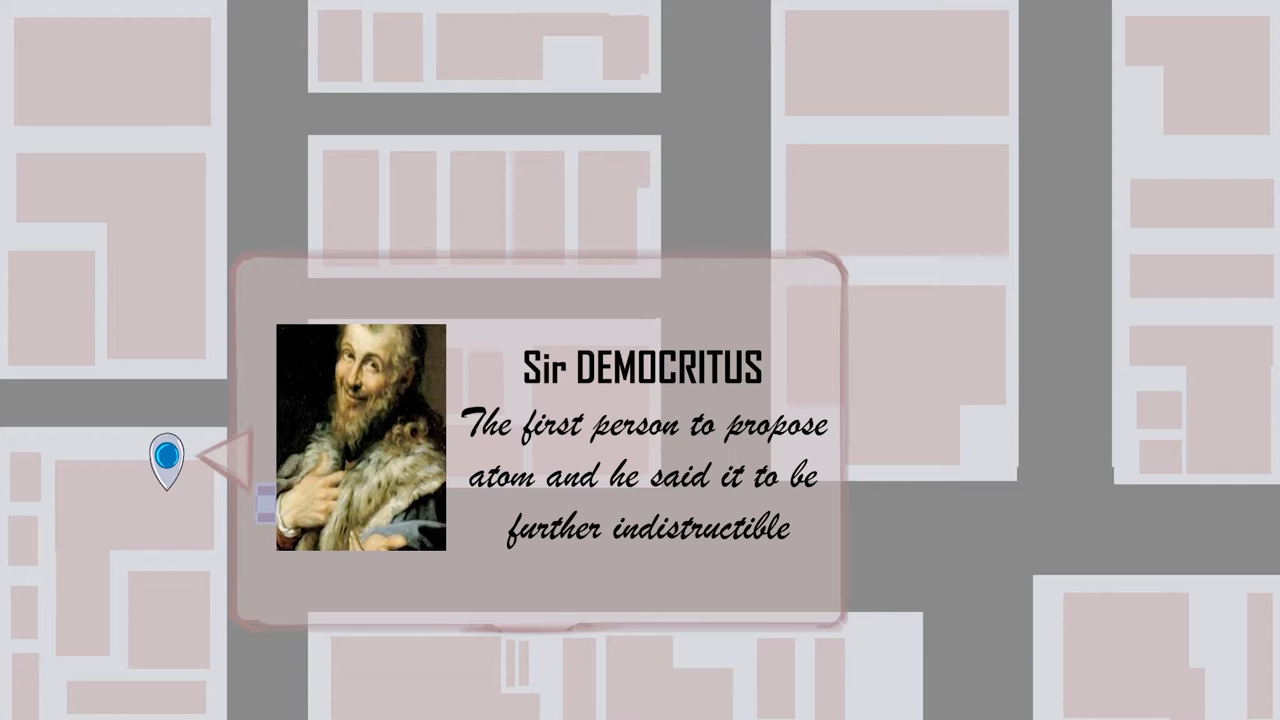 Sir DEMOCRITUS
The first person to propose
atom and he said it to be
further indistructible